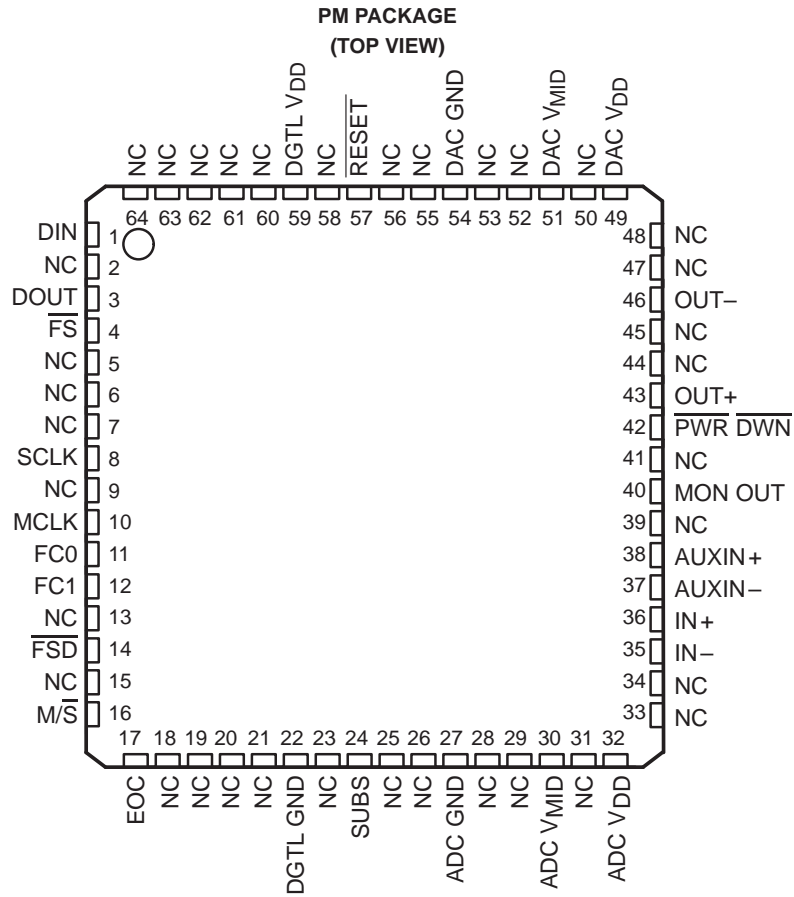 PM PACKAGE
(TOP VIEW)
NC NC NC NC NC DGTL VDD NC RESET NC NC DAC GND NC NC DAC VMID NC DAC VDD
64 63 62 61 60 59 58 57 56 55 54 53 52 51 50 49
DIN 1 48 NC
NC 2 47 NC
DOUT 3 46 OUT–
FS 4 45 NC
NC 5 44 NC
NC 6 43 OUT+
NC 7 42 PWR DWN
SCLK 8 41 NC
NC 9 40 MON OUT
MCLK 10 39 NC
FC0 11 38 AUXIN+
FC1 12 37 AUXIN–
NC 13 36 IN+
FSD 14 35 IN–
NC 15 34 NC
M/S 16 33 NC
17 18 19 20 21 22 23 24 25 26 27 28 29 30 31 32
EOC NC NC NC NC DGTL GND NC SUBS NC NC ADC GND NC NC ADC VMID NC ADC VDD